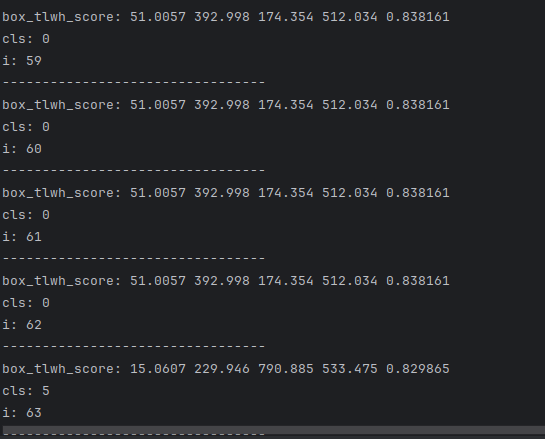 box_tlwh_score: 51.0057 392.998 174.354 512.034 0.838161
cls: 0
i: 59
---------------------------------
box_tlwh_score: 51.0057 392.998 174.354 512.034 0.838161
cls: 0
i: 60
---------------------------------
box_tlwh_score: 51.0057 392.998 174.354 512.034 0.838161
cls: 0
i: 61
---------------------------------
box_tlwh_score: 51.0057 392.998 174.354 512.034 0.838161
cls: 0
i: 62
---------------------------------
box_tlwh_score: 15.0607 229.946 790.885 533.475 0.829865
cls: 5
i: 63
---------------------------------